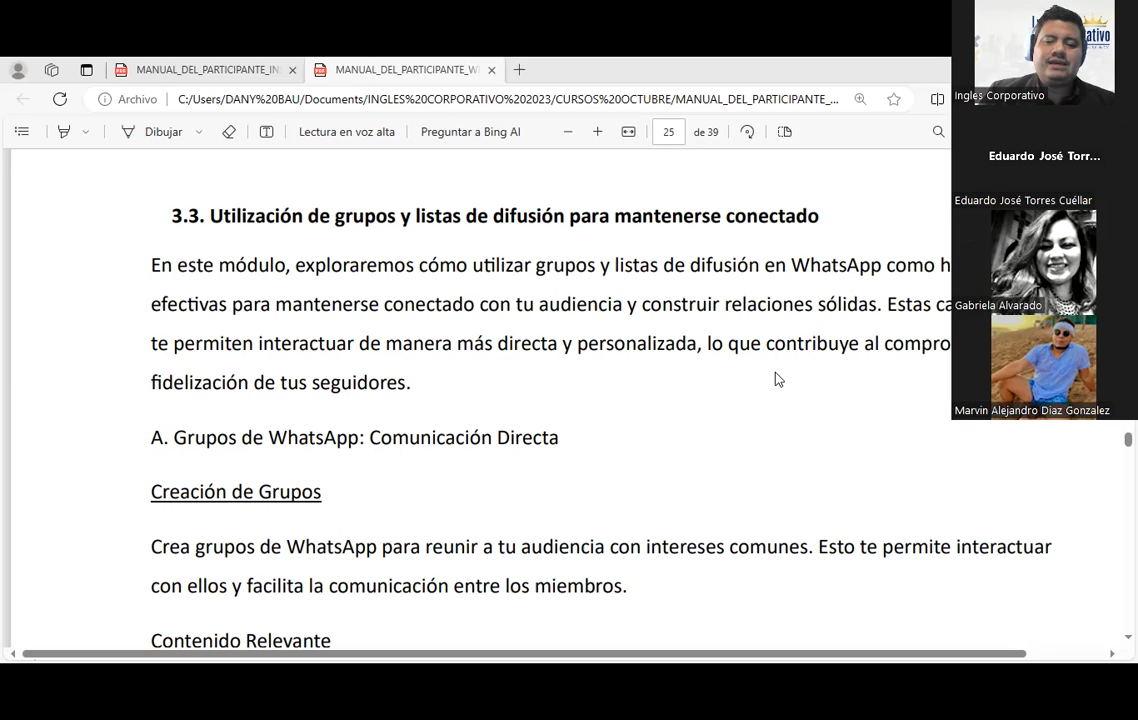 MANUAL_DEL_PARTICIPANTE_IN
MANUAL_DEL_PARTICIPANTE_WI
Archivo
C:/Users/DANY%20BAU/Documents/INGLES%20CORPORATIVO%202023/CURSOS%20OCTUBRE/MANUAL_DEL_PARTICIPANTE_...
Dibujar
Lectura en voz alta
Preguntar a Bing AI
25
de 39
3.3. Utilización de grupos y listas de difusión para mantenerse conectado
En este módulo, exploraremos cómo utilizar grupos y listas de difusión en WhatsApp como h
efectivas para mantenerse conectado con tu audiencia y construir relaciones sólidas. Estas ca
te permiten interactuar de manera más directa y personalizada, lo que contribuye al compro
fidelización de tus seguidores.
A. Grupos de WhatsApp: Comunicación Directa
Creación de Grupos
Crea grupos de WhatsApp para reunir a tu audiencia con intereses comunes. Esto te permite interactuar
con ellos y facilita la comunicación entre los miembros.
Contenido Relevante
ativo
Ingles Corporativo
Eduardo José Torr...
Eduardo José Torres Cuéllar
Gabriela Alvarado
Marvin Alejandro Diaz Gonzalez